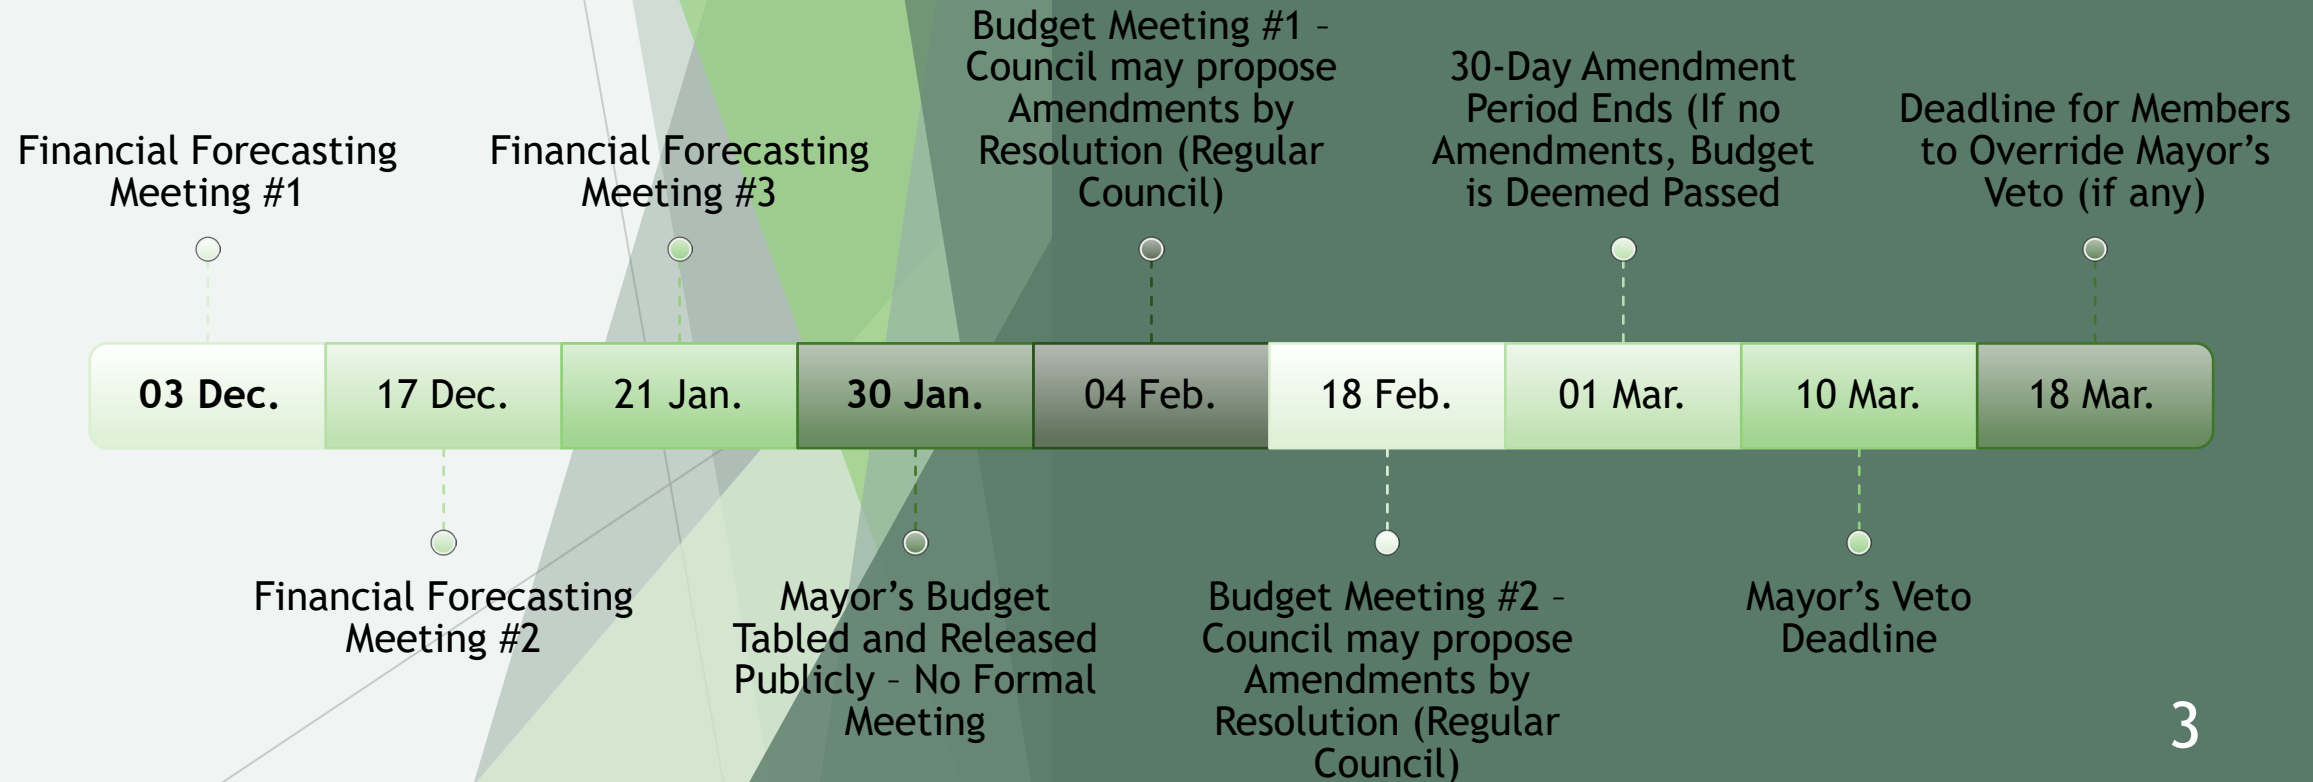 Financial Forecasting
Meeting #1
Financial Forecasting
Meeting #3
Budget Meeting #1 –
Council may propose
Amendments by
Resolution (Regular
Council)
30-Day Amendment
Period Ends (If no
Amendments, Budget
is Deemed Passed
Deadline for Members
to Override Mayor’s
Veto (if any)
03 Dec.
17 Dec.
21 Jan.
30 Jan.
04 Feb.
18 Feb.
01 Mar.
10 Mar.
18 Mar.
Financial Forecasting
Meeting #2
Mayor’s Budget
Tabled and Released
Publicly – No Formal
Meeting
Budget Meeting #2 –
Council may propose
Amendments by
Resolution (Regular
Council)
Mayor’s Veto
Deadline
3